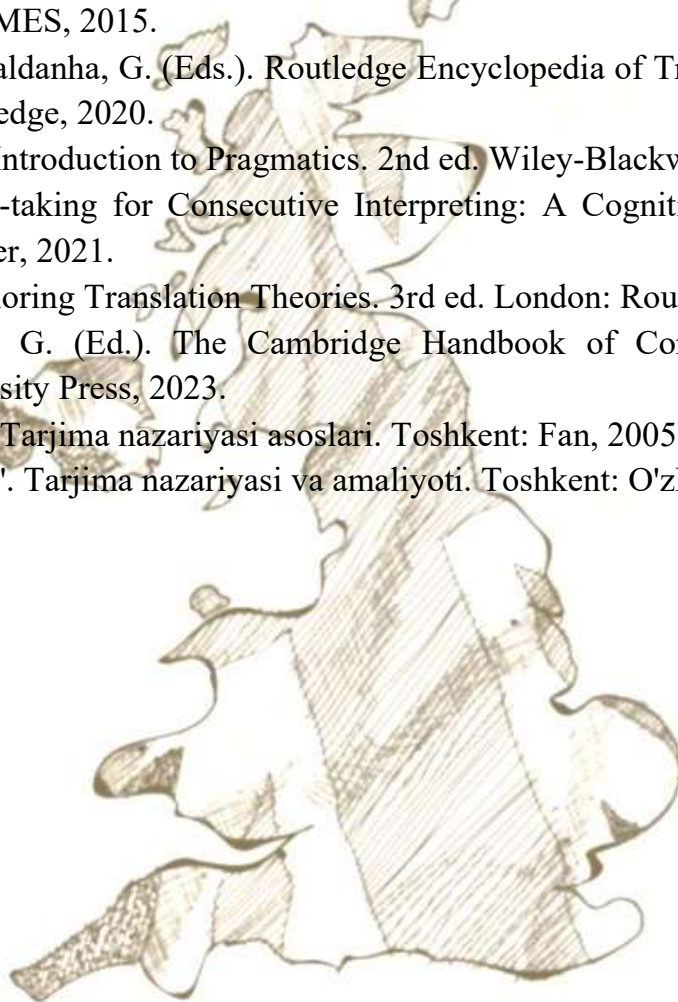 MES, 2015.
aldanha, G. (Eds.). Routledge Encyclopedia of Tr
edge, 2020.
Introduction to Pragmatics. 2nd ed. Wiley-Blackw
-taking for Consecutive Interpreting: A Cogniti
er, 2021.
loring Translation Theories. 3rd ed. London: Rou
G. (Ed.). The Cambridge Handbook of Co
sity Press, 2023.
Tarjima nazariyasi asoslari. Toshkent: Fan, 2005
'. Tarjima nazariyasi va amaliyoti. Toshkent: O'z